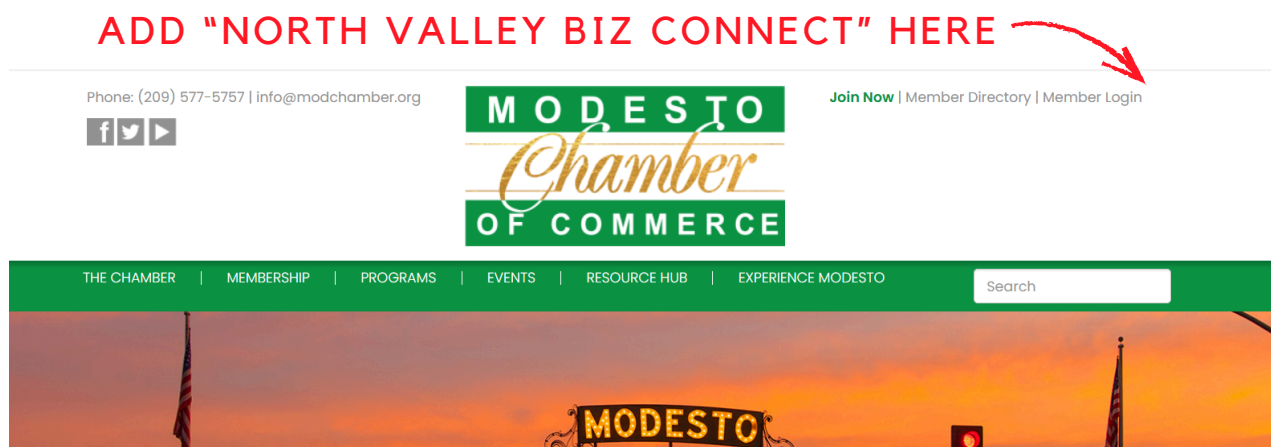 ADD “NORTH VALLEY BIZ CONNECT” HERE
Phone: (209) 577-5757 | info@modchamber.org
MODESTO
Chamber
OF COMMERCE
Join Now | Member Directory | Member Login
THE CHAMBER | MEMBERSHIP | PROGRAMS | EVENTS | RESOURCE HUB | EXPERIENCE MODESTO
Search
MODESTO